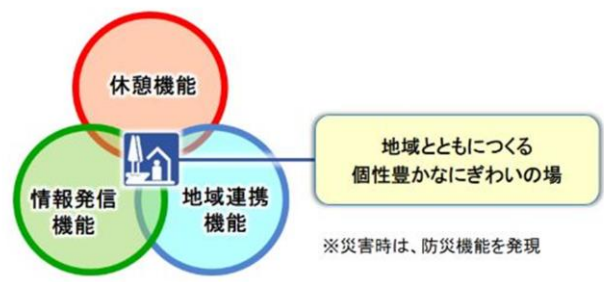 休憩機能
情報発信
機能
地域連携
機能
地域とともにつくる
個性豊かなにぎわいの場
※災害時は、防災機能を発現